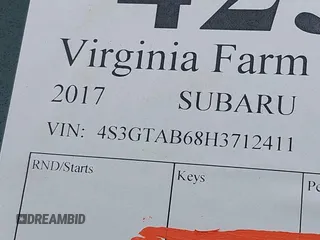 Virginia Farm
2017 SUBARU
VIN: 4S3GTAB68H3712411
RND/Starts Keys
DREAMBID